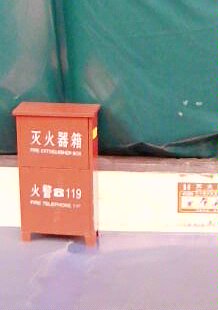 灭火器箱
FIRE EXTINGUISHER BOX
火警☎119
FIRE TELEPHONE 119